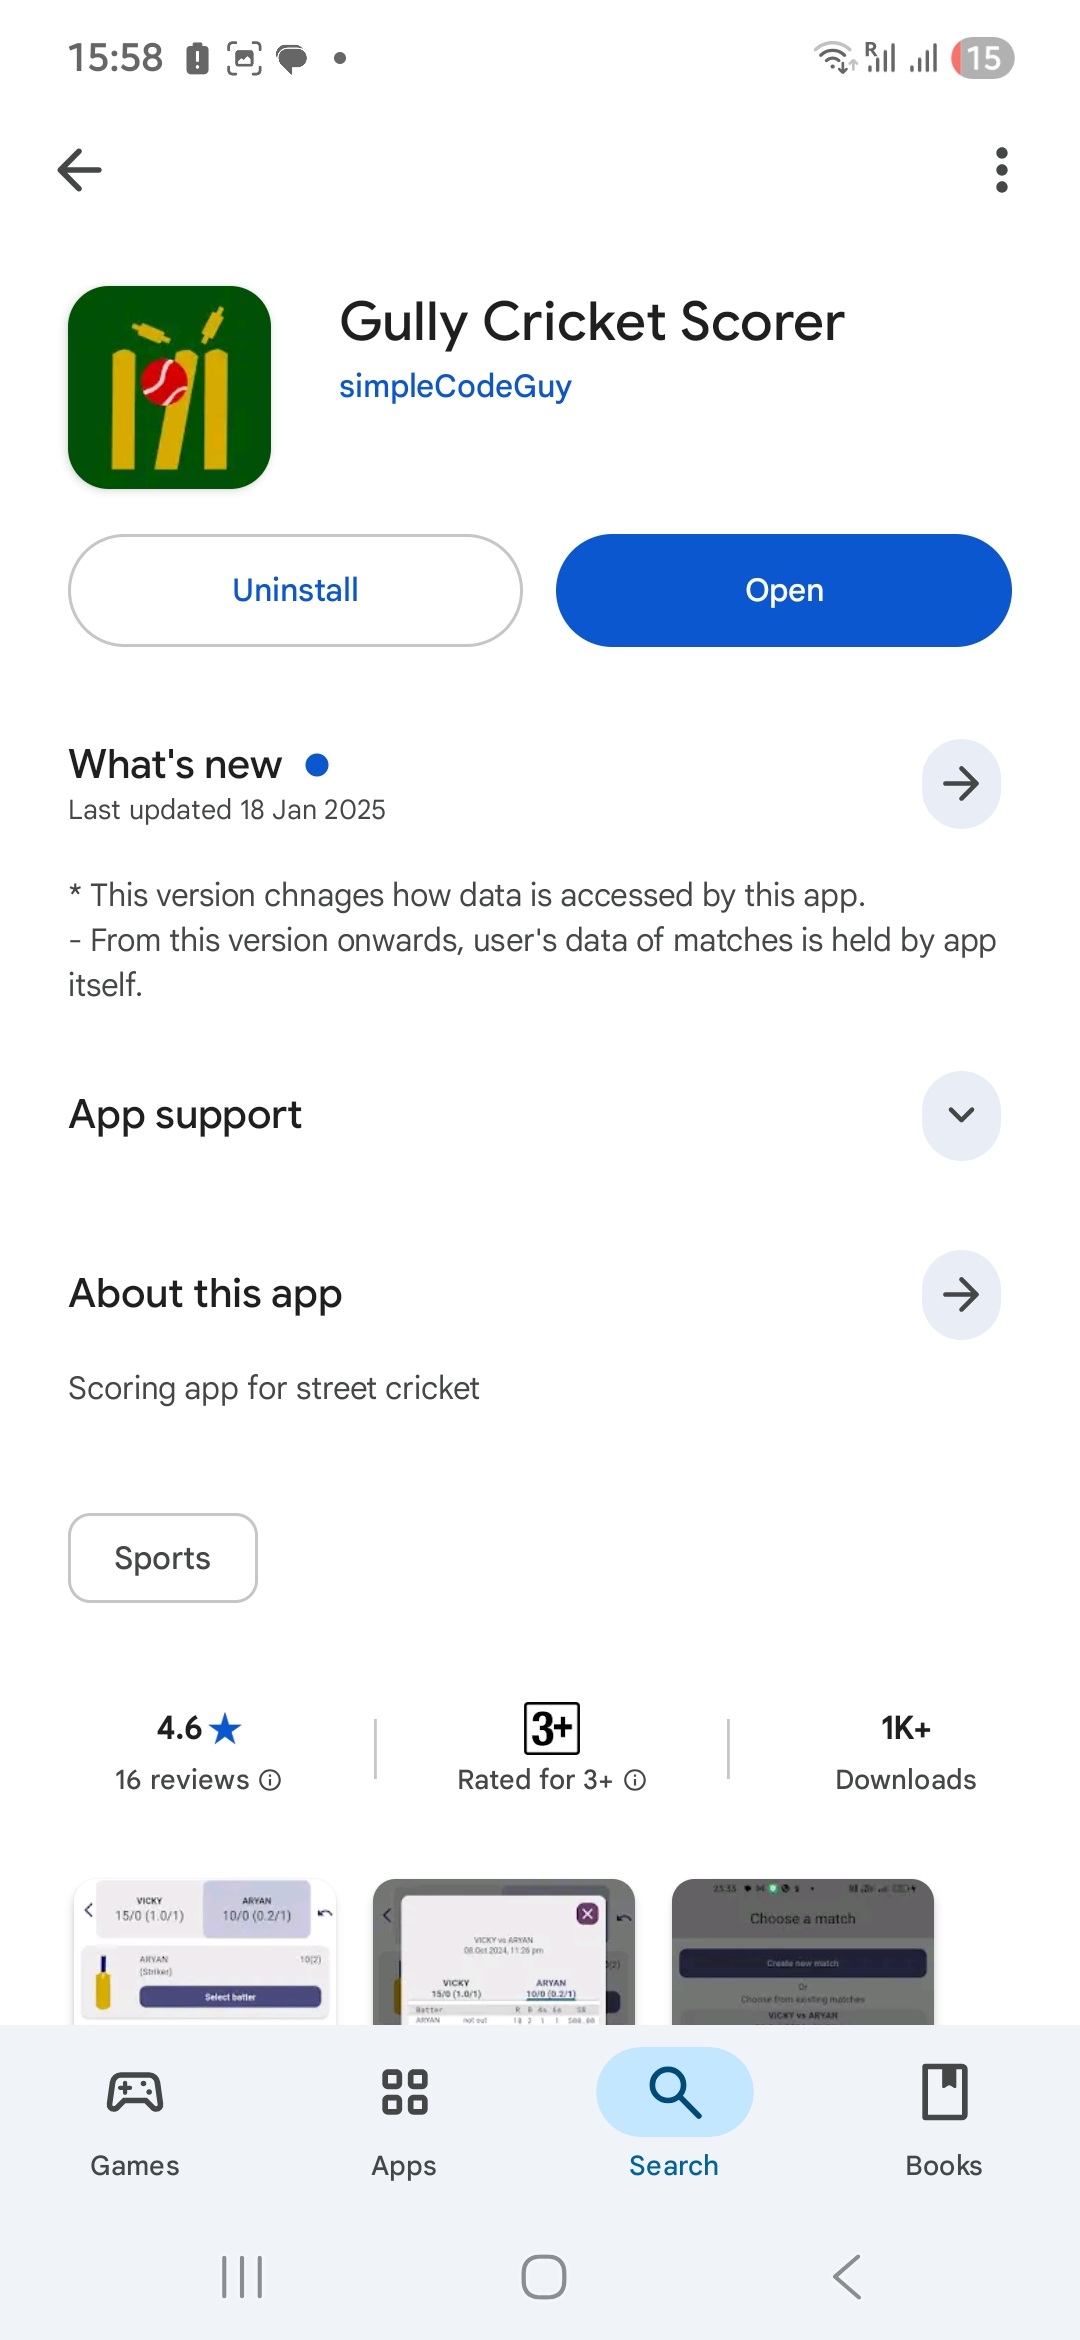 15:58
R
15
Gully Cricket Scorer
simpleCodeGuy
Uninstall
Open
What's new
Last updated 18 Jan 2025
* This version chnages how data is accessed by this app.
- From this version onwards, user's data of matches is held by app
itself.
App support
About this app
Scoring app for street cricket
Sports
4.6
16 reviews
3+
Rated for 3+
1K+
Downloads
VICKY
15/0 (1.0/1)
ARYAN
10/0 (0.2/1)
ARYAN
(Striker)
10(2)
Select batter
VICKY vs ARYAN
08 Oct 2024, 11:26 pm
VICKY
15/0 (1.0/1)
ARYAN
10/0 (0.2/1)
Batter R B 4s 6s SR
ARYAN not out 10 2 1 1 500.00
23:33
Choose a match
Create new match
Or
Choose from existing matches
VICKY vs ARYAN
Games
Apps
Search
Books